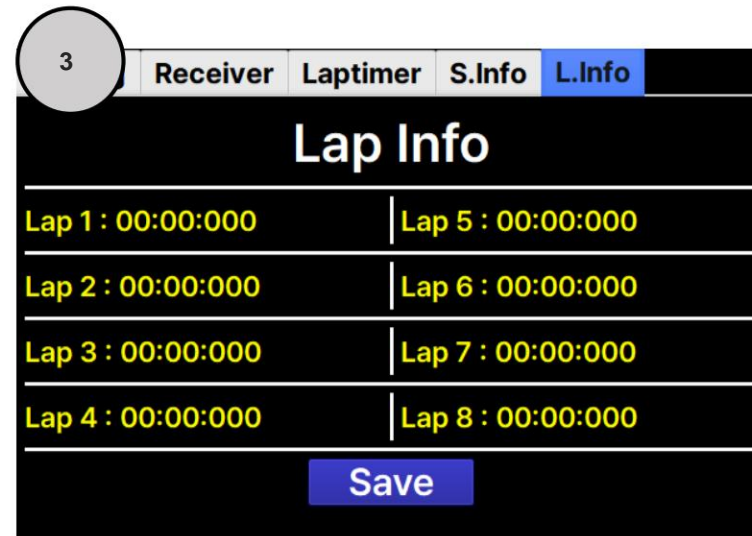 3
Receiver Laptimer S.Info L.Info
Lap Info
Lap 1 : 00:00:000 Lap 5 : 00:00:000
Lap 2 : 00:00:000 Lap 6 : 00:00:000
Lap 3 : 00:00:000 Lap 7 : 00:00:000
Lap 4 : 00:00:000 Lap 8 : 00:00:000
Save